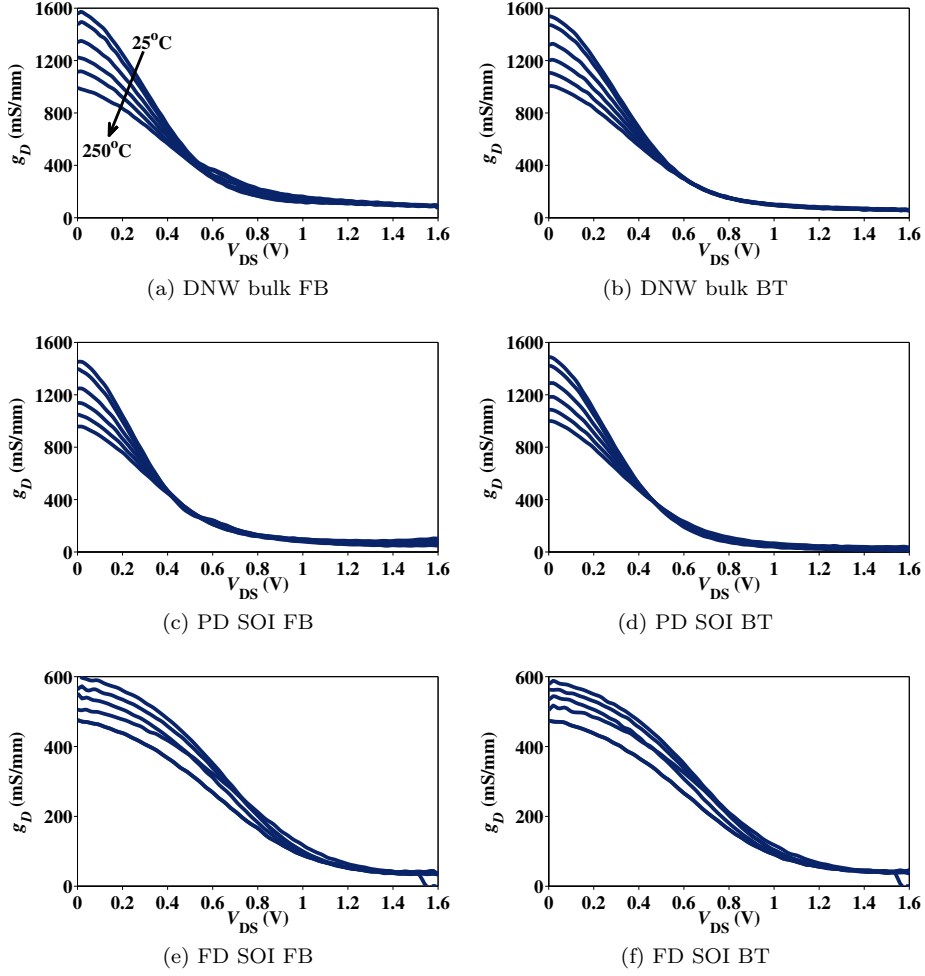 1600
1200
800
400
0
g_D (mS/mm)
25°C
250°C
0 0.2 0.4 0.6 0.8 1 1.2 1.4 1.6
V_DS (V)
(a) DNW bulk FB
1600
1200
800
400
0
g_D (mS/mm)
0 0.2 0.4 0.6 0.8 1 1.2 1.4 1.6
V_DS (V)
(b) DNW bulk BT
1600
1200
800
400
0
g_D (mS/mm)
0 0.2 0.4 0.6 0.8 1 1.2 1.4 1.6
V_DS (V)
(c) PD SOI FB
1600
1200
800
400
0
g_D (mS/mm)
0 0.2 0.4 0.6 0.8 1 1.2 1.4 1.6
V_DS (V)
(d) PD SOI BT
600
400
200
0
g_D (mS/mm)
0 0.2 0.4 0.6 0.8 1 1.2 1.4 1.6
V_DS (V)
(e) FD SOI FB
600
400
200
0
g_D (mS/mm)
0 0.2 0.4 0.6 0.8 1 1.2 1.4 1.6
V_DS (V)
(f) FD SOI BT